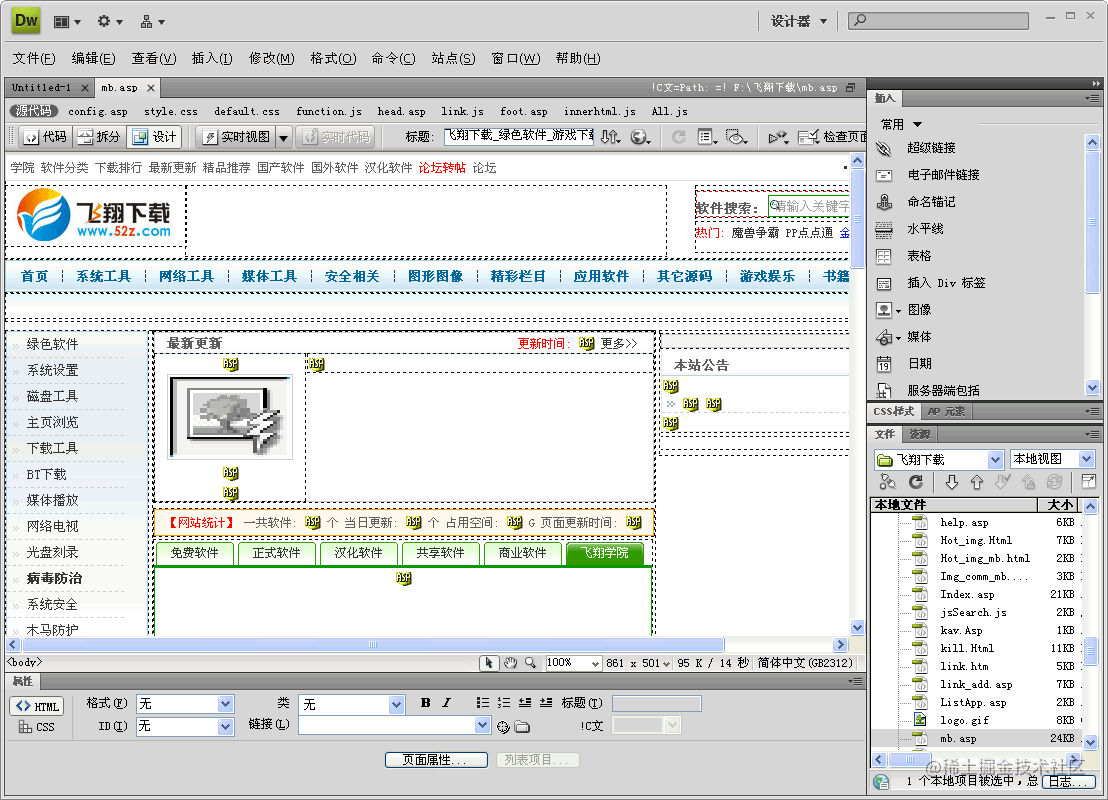 Dw 设计器
文件(F) 编辑(E) 查看(V) 插入(I) 修改(M) 格式(O) 命令(C) 站点(S) 窗口(W) 帮助(H)
Untitled-1 mb.asp !C文=Path: =! F:\飞翔下载\mb.asp
源代码 config.asp style.css default.css function.js head.asp link.js foot.asp innerhtml.js All.js
代码 拆分 设计 实时视图 实时代码 标题: 飞翔下载_绿色软件_游戏下载 检查页面
学院 软件分类 下载排行 最新更新 精品推荐 国产软件 国外软件 汉化软件 论坛转帖 论坛
飞翔下载
www.52z.com
软件搜索: 请输入关键字
热门: 魔兽争霸 PP点点通 金
首页 系统工具 网络工具 媒体工具 安全相关 图形图像 精彩栏目 应用软件 其它源码 游戏娱乐 书籍
绿色软件
系统设置
磁盘工具
主页浏览
下载工具
BT下载
媒体播放
网络电视
光盘刻录
病毒防治
系统安全
木马防护
最新更新 更新时间: ASP 更多>>
ASP ASP
ASP
ASP
本站公告
ASP
» ASP ASP
ASP
【网站统计】 一共软件: ASP 个 当日更新: ASP 个 占用空间: ASP G 页面更新时间: ASP
免费软件 正式软件 汉化软件 共享软件 商业软件 飞翔学院
ASP
<body> 100% 861 x 501 95 K / 14 秒 简体中文(GB2312)
属性
HTML 格式(F) 无 类 无 B I 标题(T)
CSS ID(I) 无 链接(L) !C文
页面属性... 列表项目...
插入
常用
超级链接
电子邮件链接
命名锚记
水平线
表格
插入 Div 标签
图像
媒体
19 日期
服务器端包括
CSS样式 AP 元素
文件 资源
飞翔下载 本地视图
本地文件 大小
help.asp 6KB
Hot_img.Html 7KB
Hot_img_mb.html 2KB
Img_comm_mb.... 3KB
Index.asp 21KB
jsSearch.js 2KB
kav.Asp 1KB
kill.Html 11KB
link.htm 5KB
link_add.asp 7KB
ListApp.asp 2KB
logo.gif 8KB
mb.asp 24KB
@稀土掘金技术社区
1 个本地项目被选中，总 日志...